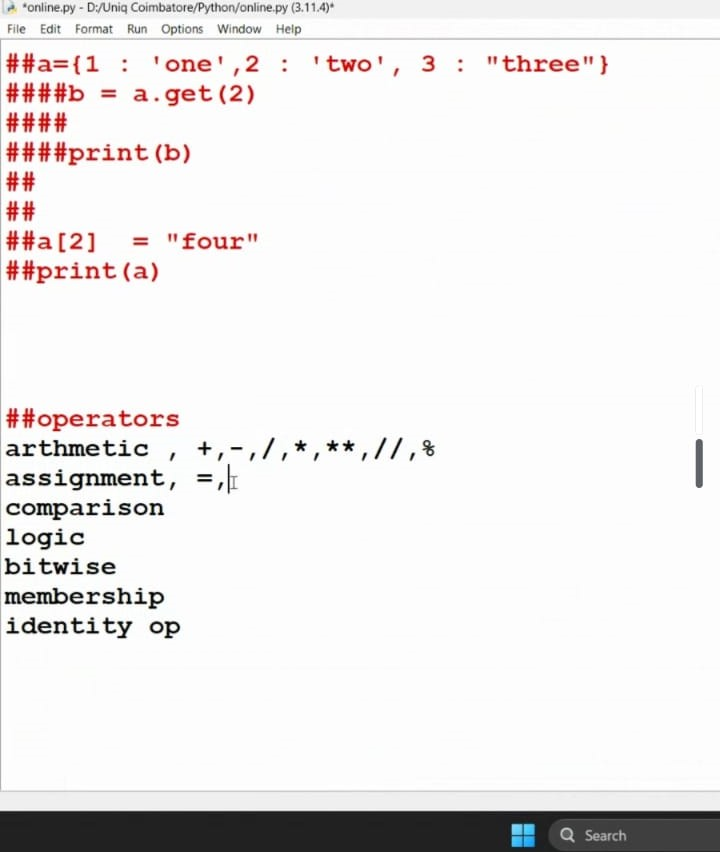 *online.py - D:/Uniq Coimbatore/Python/online.py (3.11.4)*
File Edit Format Run Options Window Help
##a={1 : 'one',2 : 'two', 3 : "three"}
####b = a.get(2)
####
####print(b)
##
##
##a[2]  = "four"
##print(a)
##operators
arthmetic , +,-,/,*,**,//,%
assignment, =,
comparison
logic
bitwise
membership
identity op
Search